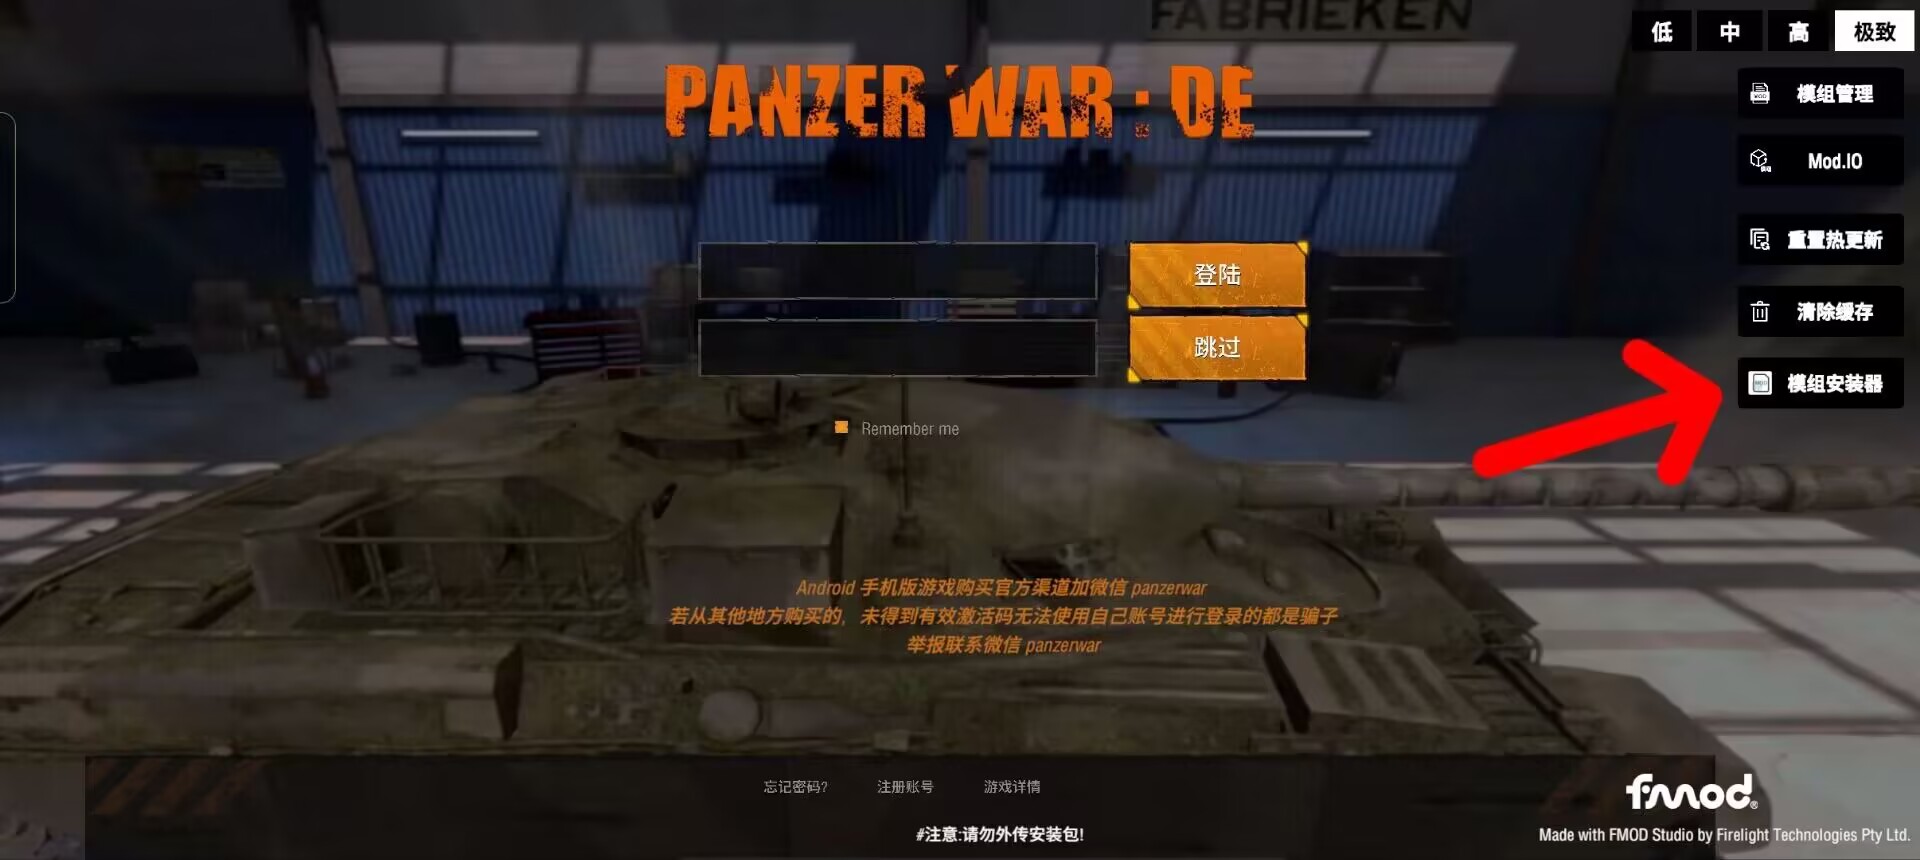 FABRIEKEN
低 中 高 极致
PANZER WAR : DE
模组管理
Mod.IO
重置热更新
清除缓存
模组安装器
登陆
跳过
Remember me
Android 手机版游戏购买官方渠道加微信 panzerwar
若从其他地方购买的，未得到有效激活码无法使用自己账号进行登录的都是骗子
举报联系微信 panzerwar
忘记密码? 注册账号 游戏详情
#注意:请勿外传安装包!
fmod®
Made with FMOD Studio by Firelight Technologies Pty Ltd.